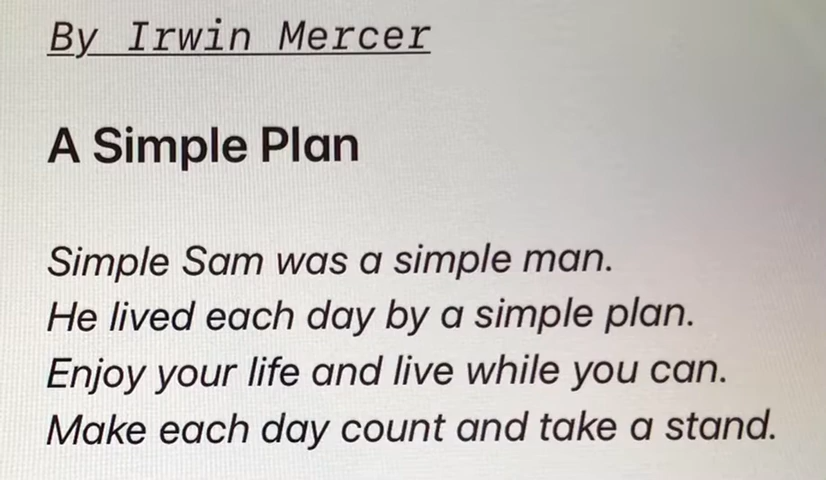 By Irwin Mercer
A Simple Plan
Simple Sam was a simple man.
He lived each day by a simple plan.
Enjoy your life and live while you can.
Make each day count and take a stand.